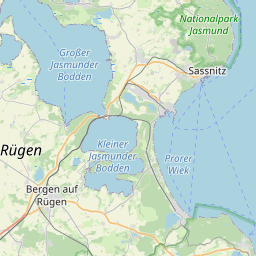 Nationalpark
Jasmund
Großer
Jasmunder
Bodden
Sassnitz
Kleiner
Jasmunder
Bodden
Rügen
Prorer
Wiek
Bergen auf
Rügen